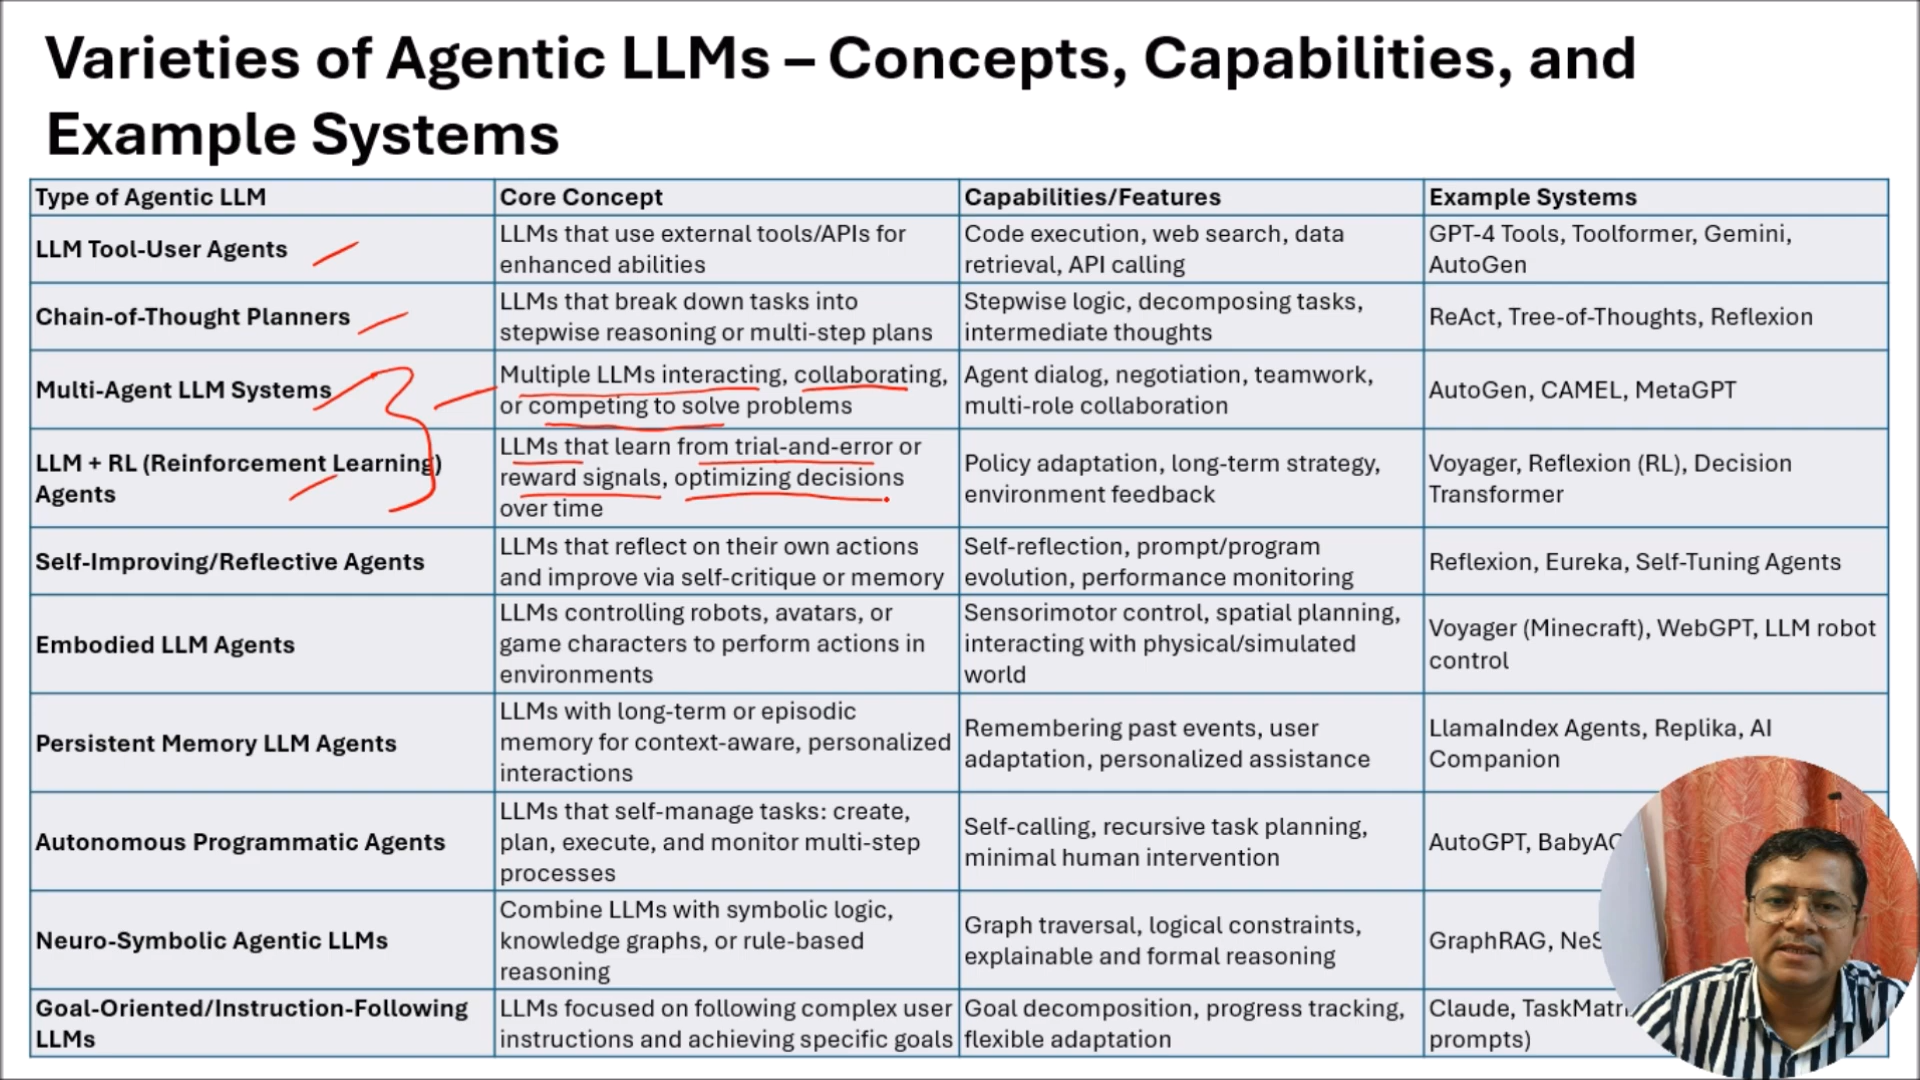 Varieties of Agentic LLMs – Concepts, Capabilities, and
Example Systems
Type of Agentic LLM
Core Concept
Capabilities/Features
Example Systems
LLM Tool-User Agents
LLMs that use external tools/APIs for
enhanced abilities
Code execution, web search, data
retrieval, API calling
GPT-4 Tools, Toolformer, Gemini,
AutoGen
Chain-of-Thought Planners
LLMs that break down tasks into
stepwise reasoning or multi-step plans
Stepwise logic, decomposing tasks,
intermediate thoughts
ReAct, Tree-of-Thoughts, Reflexion
Multi-Agent LLM Systems
Multiple LLMs interacting, collaborating,
or competing to solve problems
Agent dialog, negotiation, teamwork,
multi-role collaboration
AutoGen, CAMEL, MetaGPT
LLM + RL (Reinforcement Learning)
Agents
LLMs that learn from trial-and-error or
reward signals, optimizing decisions
over time
Policy adaptation, long-term strategy,
environment feedback
Voyager, Reflexion (RL), Decision
Transformer
Self-Improving/Reflective Agents
LLMs that reflect on their own actions
and improve via self-critique or memory
Self-reflection, prompt/program
evolution, performance monitoring
Reflexion, Eureka, Self-Tuning Agents
Embodied LLM Agents
LLMs controlling robots, avatars, or
game characters to perform actions in
environments
Sensorimotor control, spatial planning,
interacting with physical/simulated
world
Voyager (Minecraft), WebGPT, LLM robot
control
Persistent Memory LLM Agents
LLMs with long-term or episodic
memory for context-aware, personalized
interactions
Remembering past events, user
adaptation, personalized assistance
LlamaIndex Agents, Replika, AI
Companion
Autonomous Programmatic Agents
LLMs that self-manage tasks: create,
plan, execute, and monitor multi-step
processes
Self-calling, recursive task planning,
minimal human intervention
AutoGPT,
Neuro-Symbolic Agentic LLMs
Combine LLMs with symbolic logic,
knowledge graphs, or rule-based
reasoning
Graph traversal, logical constraints,
explainable and formal reasoning
GraphRAG,
Goal-Oriented/Instruction-Following
LLMs
LLMs focused on following complex user
instructions and achieving specific goals
Goal decomposition, progress tracking,
flexible adaptation
Claude,
prompts)